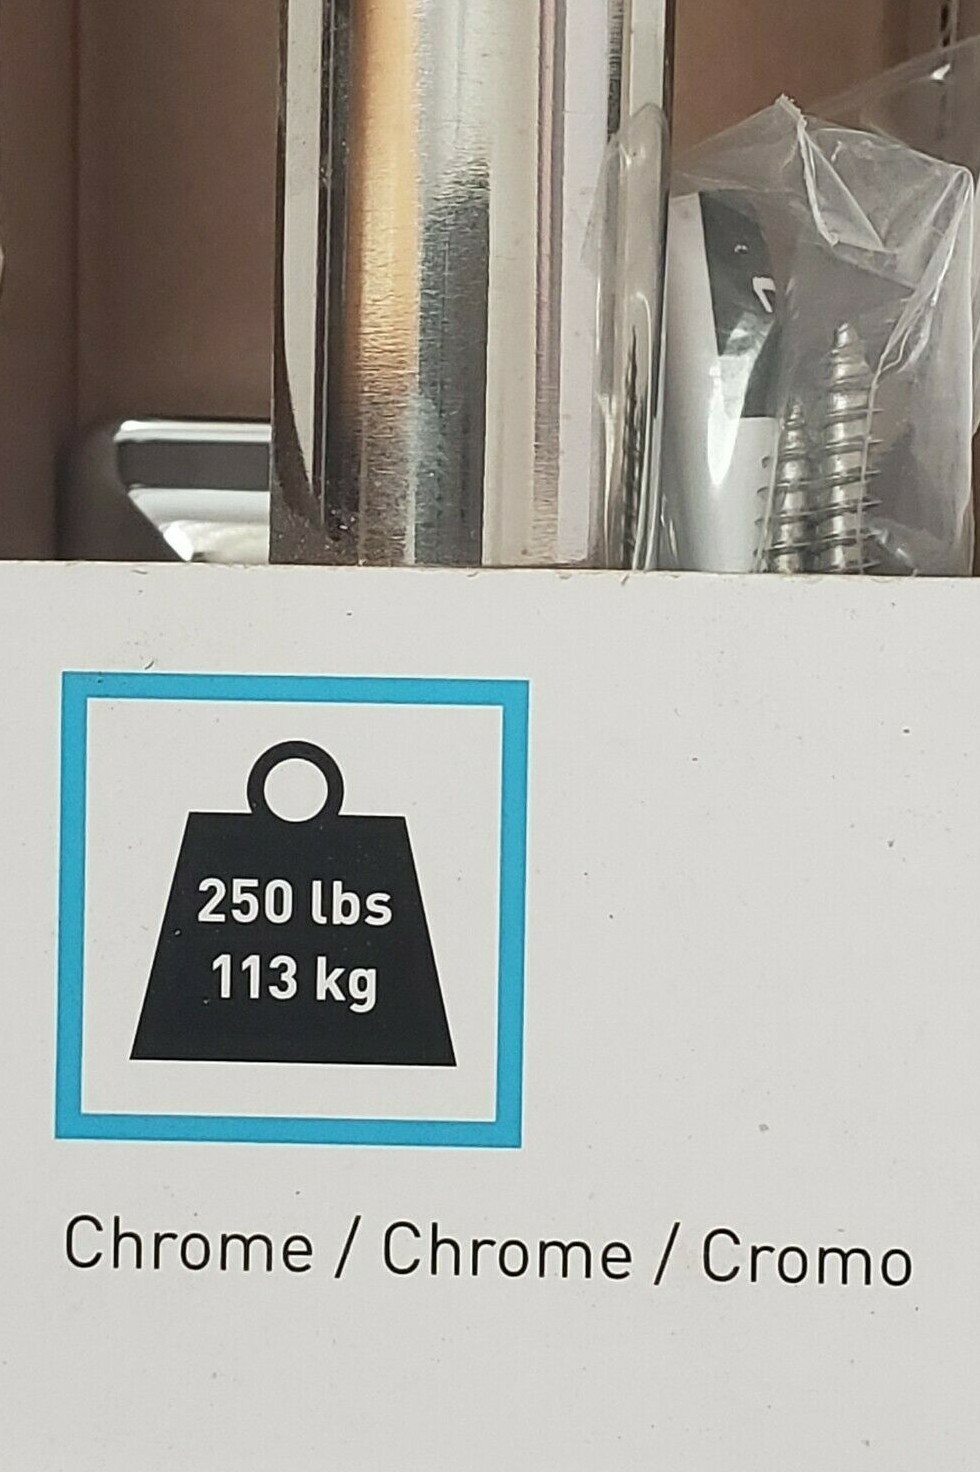 250 lbs
113 kg
Chrome / Chrome / Cromo